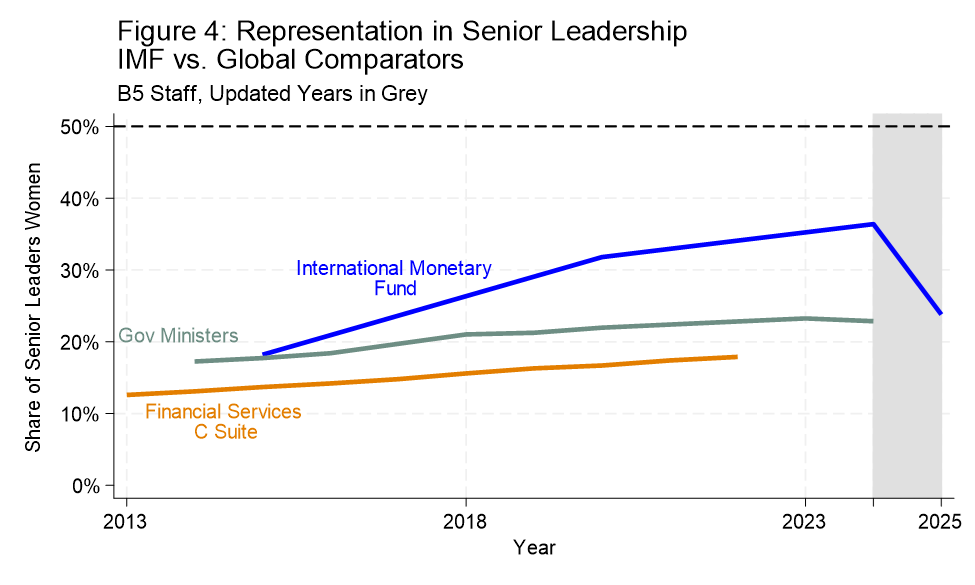 Figure 4: Representation in Senior Leadership
IMF vs. Global Comparators
B5 Staff, Updated Years in Grey
Share of Senior Leaders Women
50%
40%
30%
20%
10%
0%
International Monetary
Fund
Gov Ministers
Financial Services
C Suite
2013
2018
2023
2025
Year